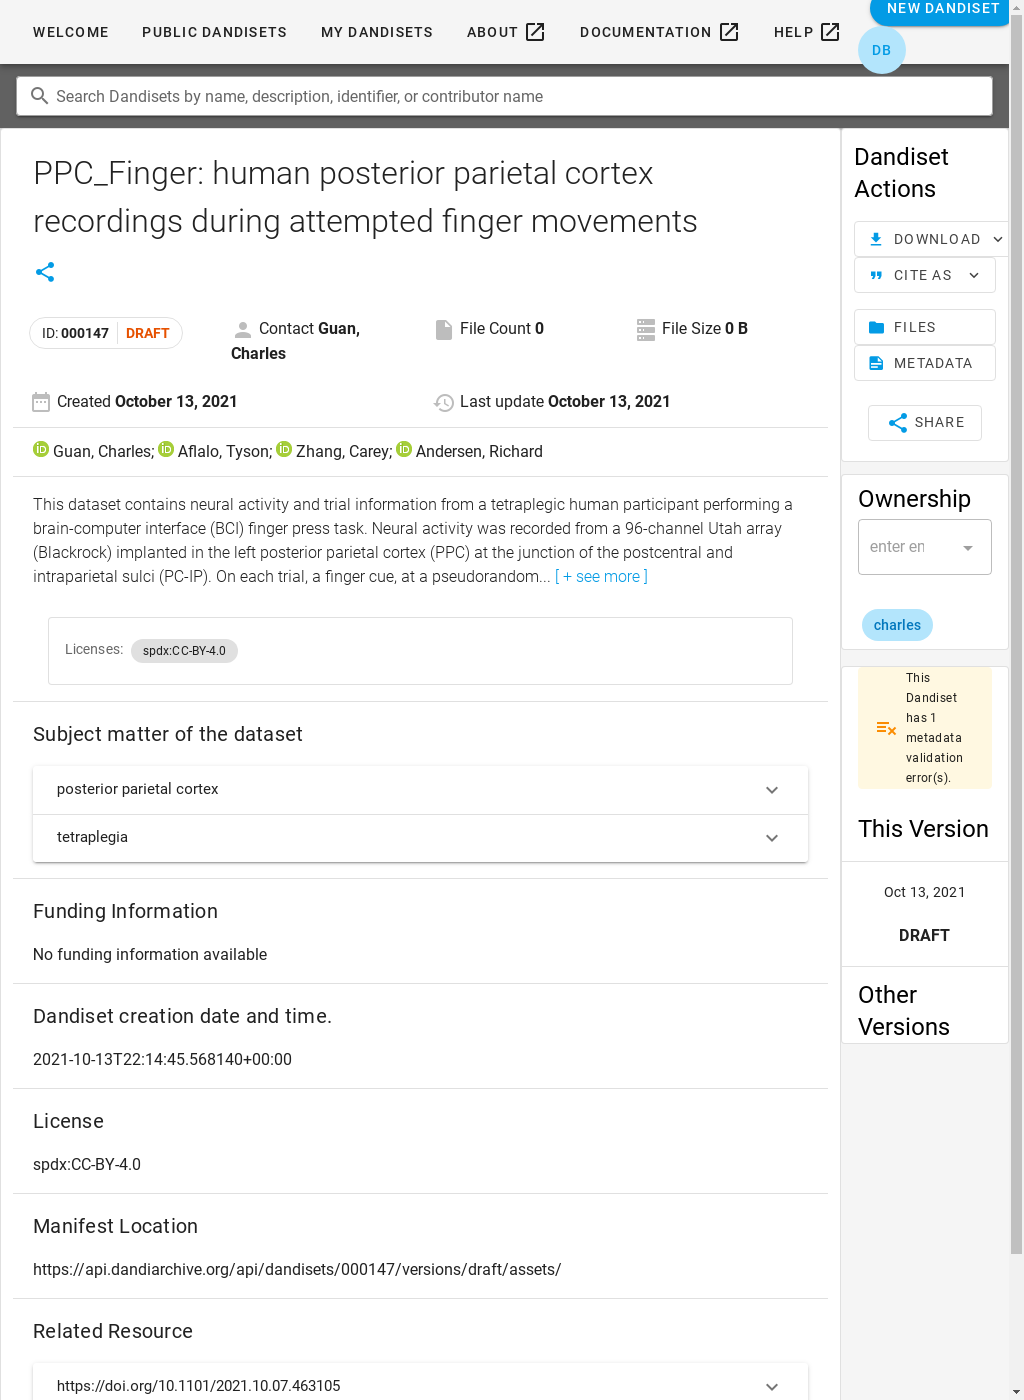 WELCOME PUBLIC DANDISETS MY DANDISETS ABOUT DOCUMENTATION HELP NEW DANDISET
DB
Search Dandisets by name, description, identifier, or contributor name
PPC_Finger: human posterior parietal cortex
recordings during attempted finger movements
ID: 000147 DRAFT
Contact Guan,
Charles
File Count 0
File Size 0 B
Created October 13, 2021
Last update October 13, 2021
Guan, Charles; Aflalo, Tyson; Zhang, Carey; Andersen, Richard
This dataset contains neural activity and trial information from a tetraplegic human participant performing a
brain-computer interface (BCI) finger press task. Neural activity was recorded from a 96-channel Utah array
(Blackrock) implanted in the left posterior parietal cortex (PPC) at the junction of the postcentral and
intraparietal sulci (PC-IP). On each trial, a finger cue, at a pseudorandom... [ + see more ]
Licenses: spdx:CC-BY-4.0
Subject matter of the dataset
posterior parietal cortex
tetraplegia
Funding Information
No funding information available
Dandiset creation date and time.
2021-10-13T22:14:45.568140+00:00
License
spdx:CC-BY-4.0
Manifest Location
https://api.dandiarchive.org/api/dandisets/000147/versions/draft/assets/
Related Resource
https://doi.org/10.1101/2021.10.07.463105
Dandiset
Actions
DOWNLOAD
CITE AS
FILES
METADATA
SHARE
Ownership
enter en
charles
This
Dandiset
has 1
metadata
validation
error(s).
This Version
Oct 13, 2021
DRAFT
Other
Versions